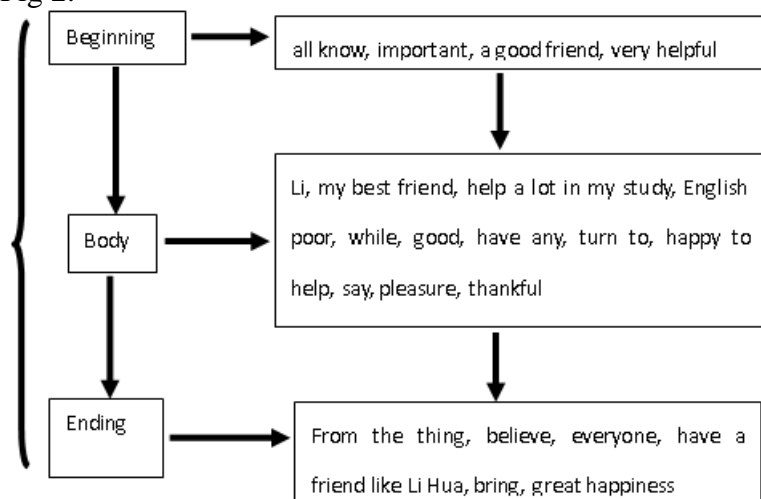 Fig 2.
Beginning
all know, important, a good friend, very helpful
Li, my best friend, help a lot in my study, English
poor, while, good, have any, turn to, happy to
help, say, pleasure, thankful
Body
Ending
From the thing, believe, everyone, have a
friend like Li Hua, bring, great happiness